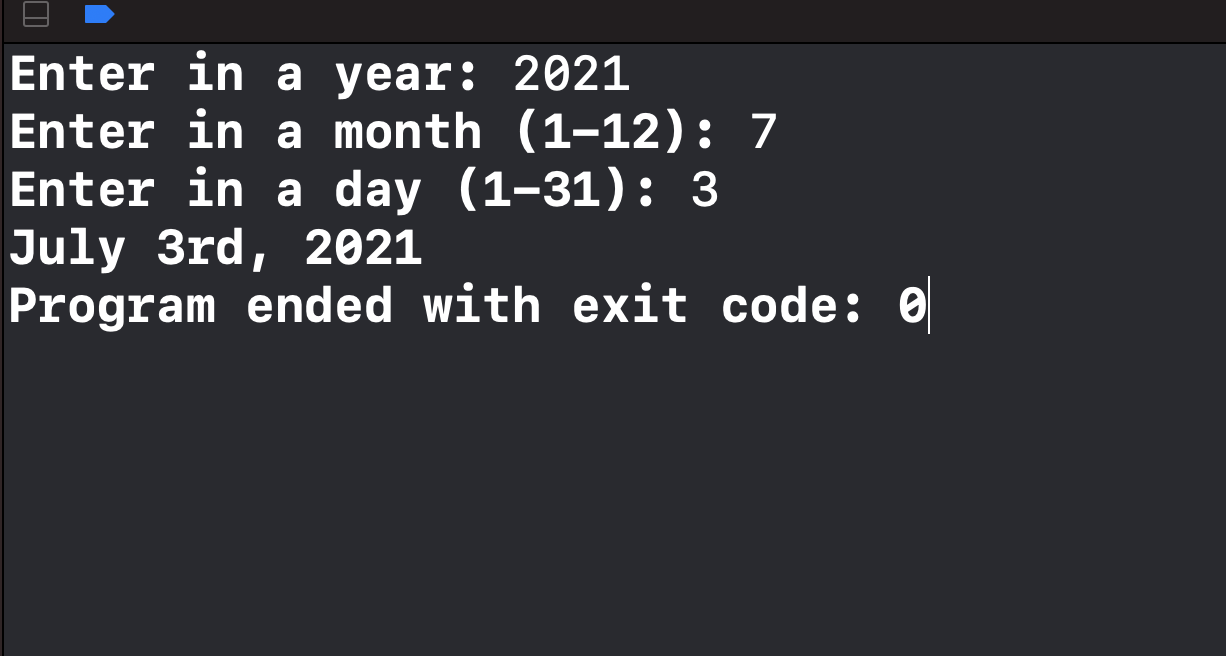 Enter in a year: 2021
Enter in a month (1-12): 7
Enter in a day (1-31): 3
July 3rd, 2021
Program ended with exit code: 0